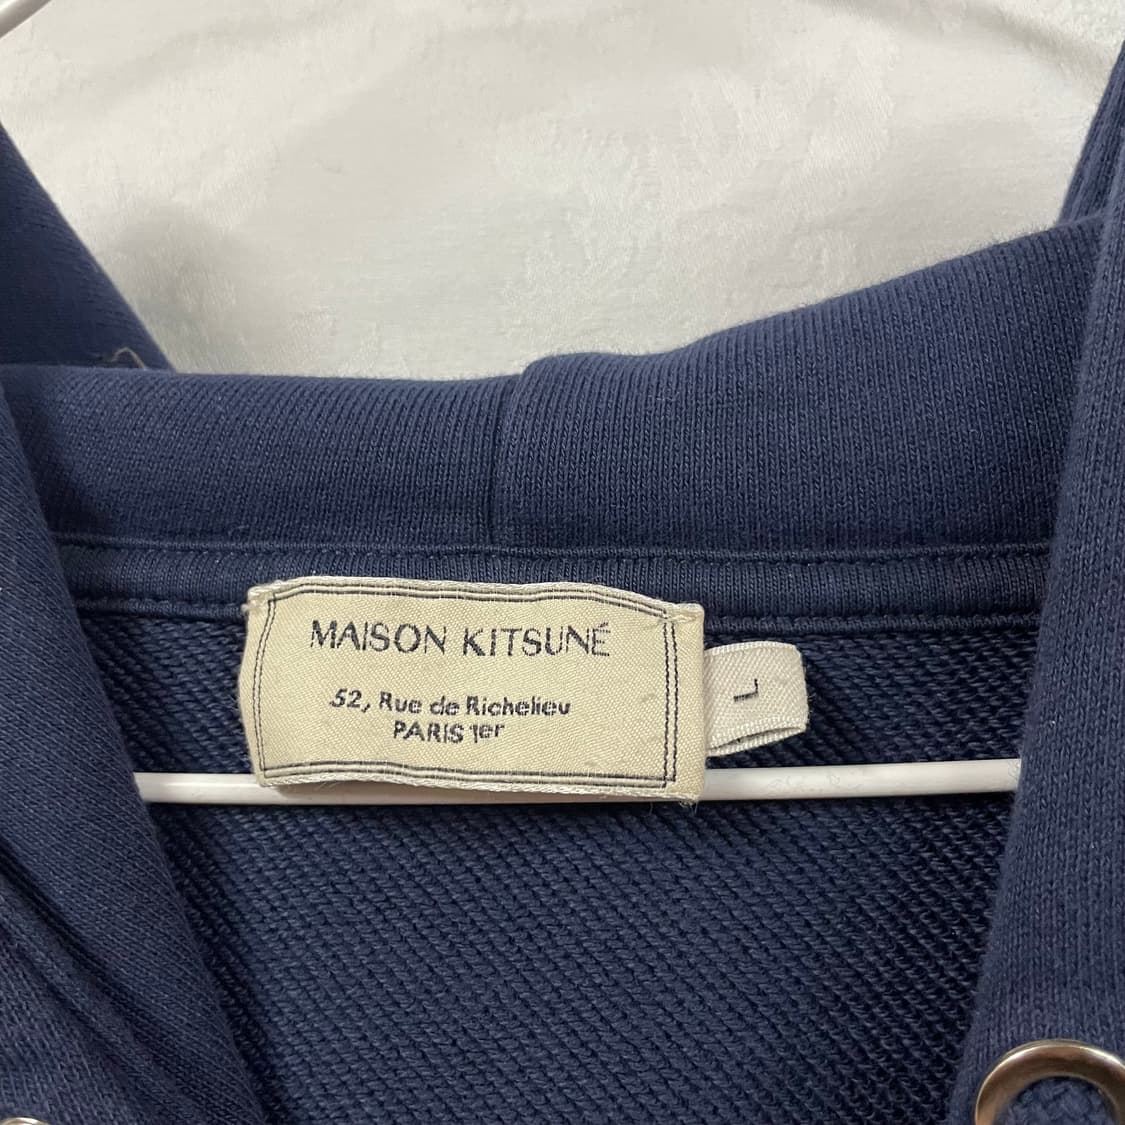 MAISON KITSUNÉ
52, Rue de Richelieu
PARIS 1er
L